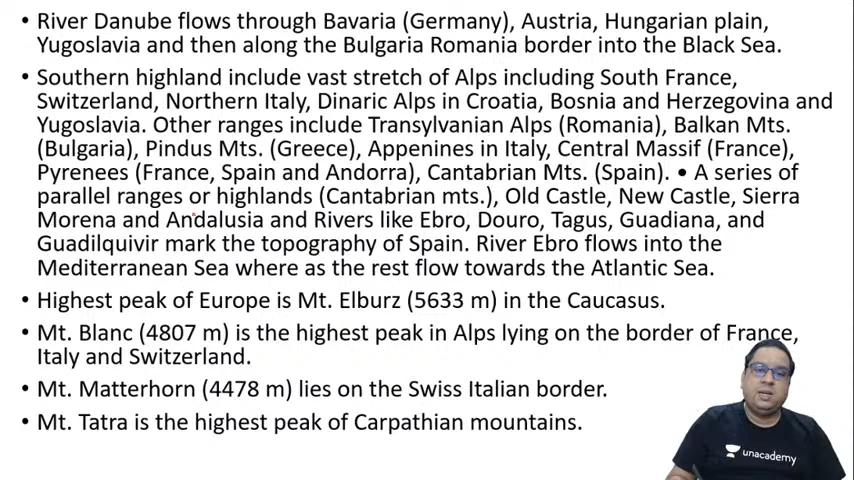 • River Danube flows through Bavaria (Germany), Austria, Hungarian plain,
Yugoslavia and then along the Bulgaria Romania border into the Black Sea.
• Southern highland include vast stretch of Alps including South France,
Switzerland, Northern Italy, Dinaric Alps in Croatia, Bosnia and Herzegovina and
Yugoslavia. Other ranges include Transylvanian Alps (Romania), Balkan Mts.
(Bulgaria), Pindus Mts. (Greece), Appenines in Italy, Central Massif (France),
Pyrenees (France, Spain and Andorra), Cantabrian Mts. (Spain). • A series of
parallel ranges or highlands (Cantabrian mts.), Old Castle, New Castle, Sierra
Morena and Andalusia and Rivers like Ebro, Douro, Tagus, Guadiana, and
Guadilquivir mark the topography of Spain. River Ebro flows into the
Mediterranean Sea where as the rest flow towards the Atlantic Sea.
• Highest peak of Europe is Mt. Elburz (5633 m) in the Caucasus.
• Mt. Blanc (4807 m) is the highest peak in Alps lying on the border of France,
Italy and Switzerland.
• Mt. Matterhorn (4478 m) lies on the Swiss Italian border.
• Mt. Tatra is the highest peak of Carpathian mountains.
unacademy